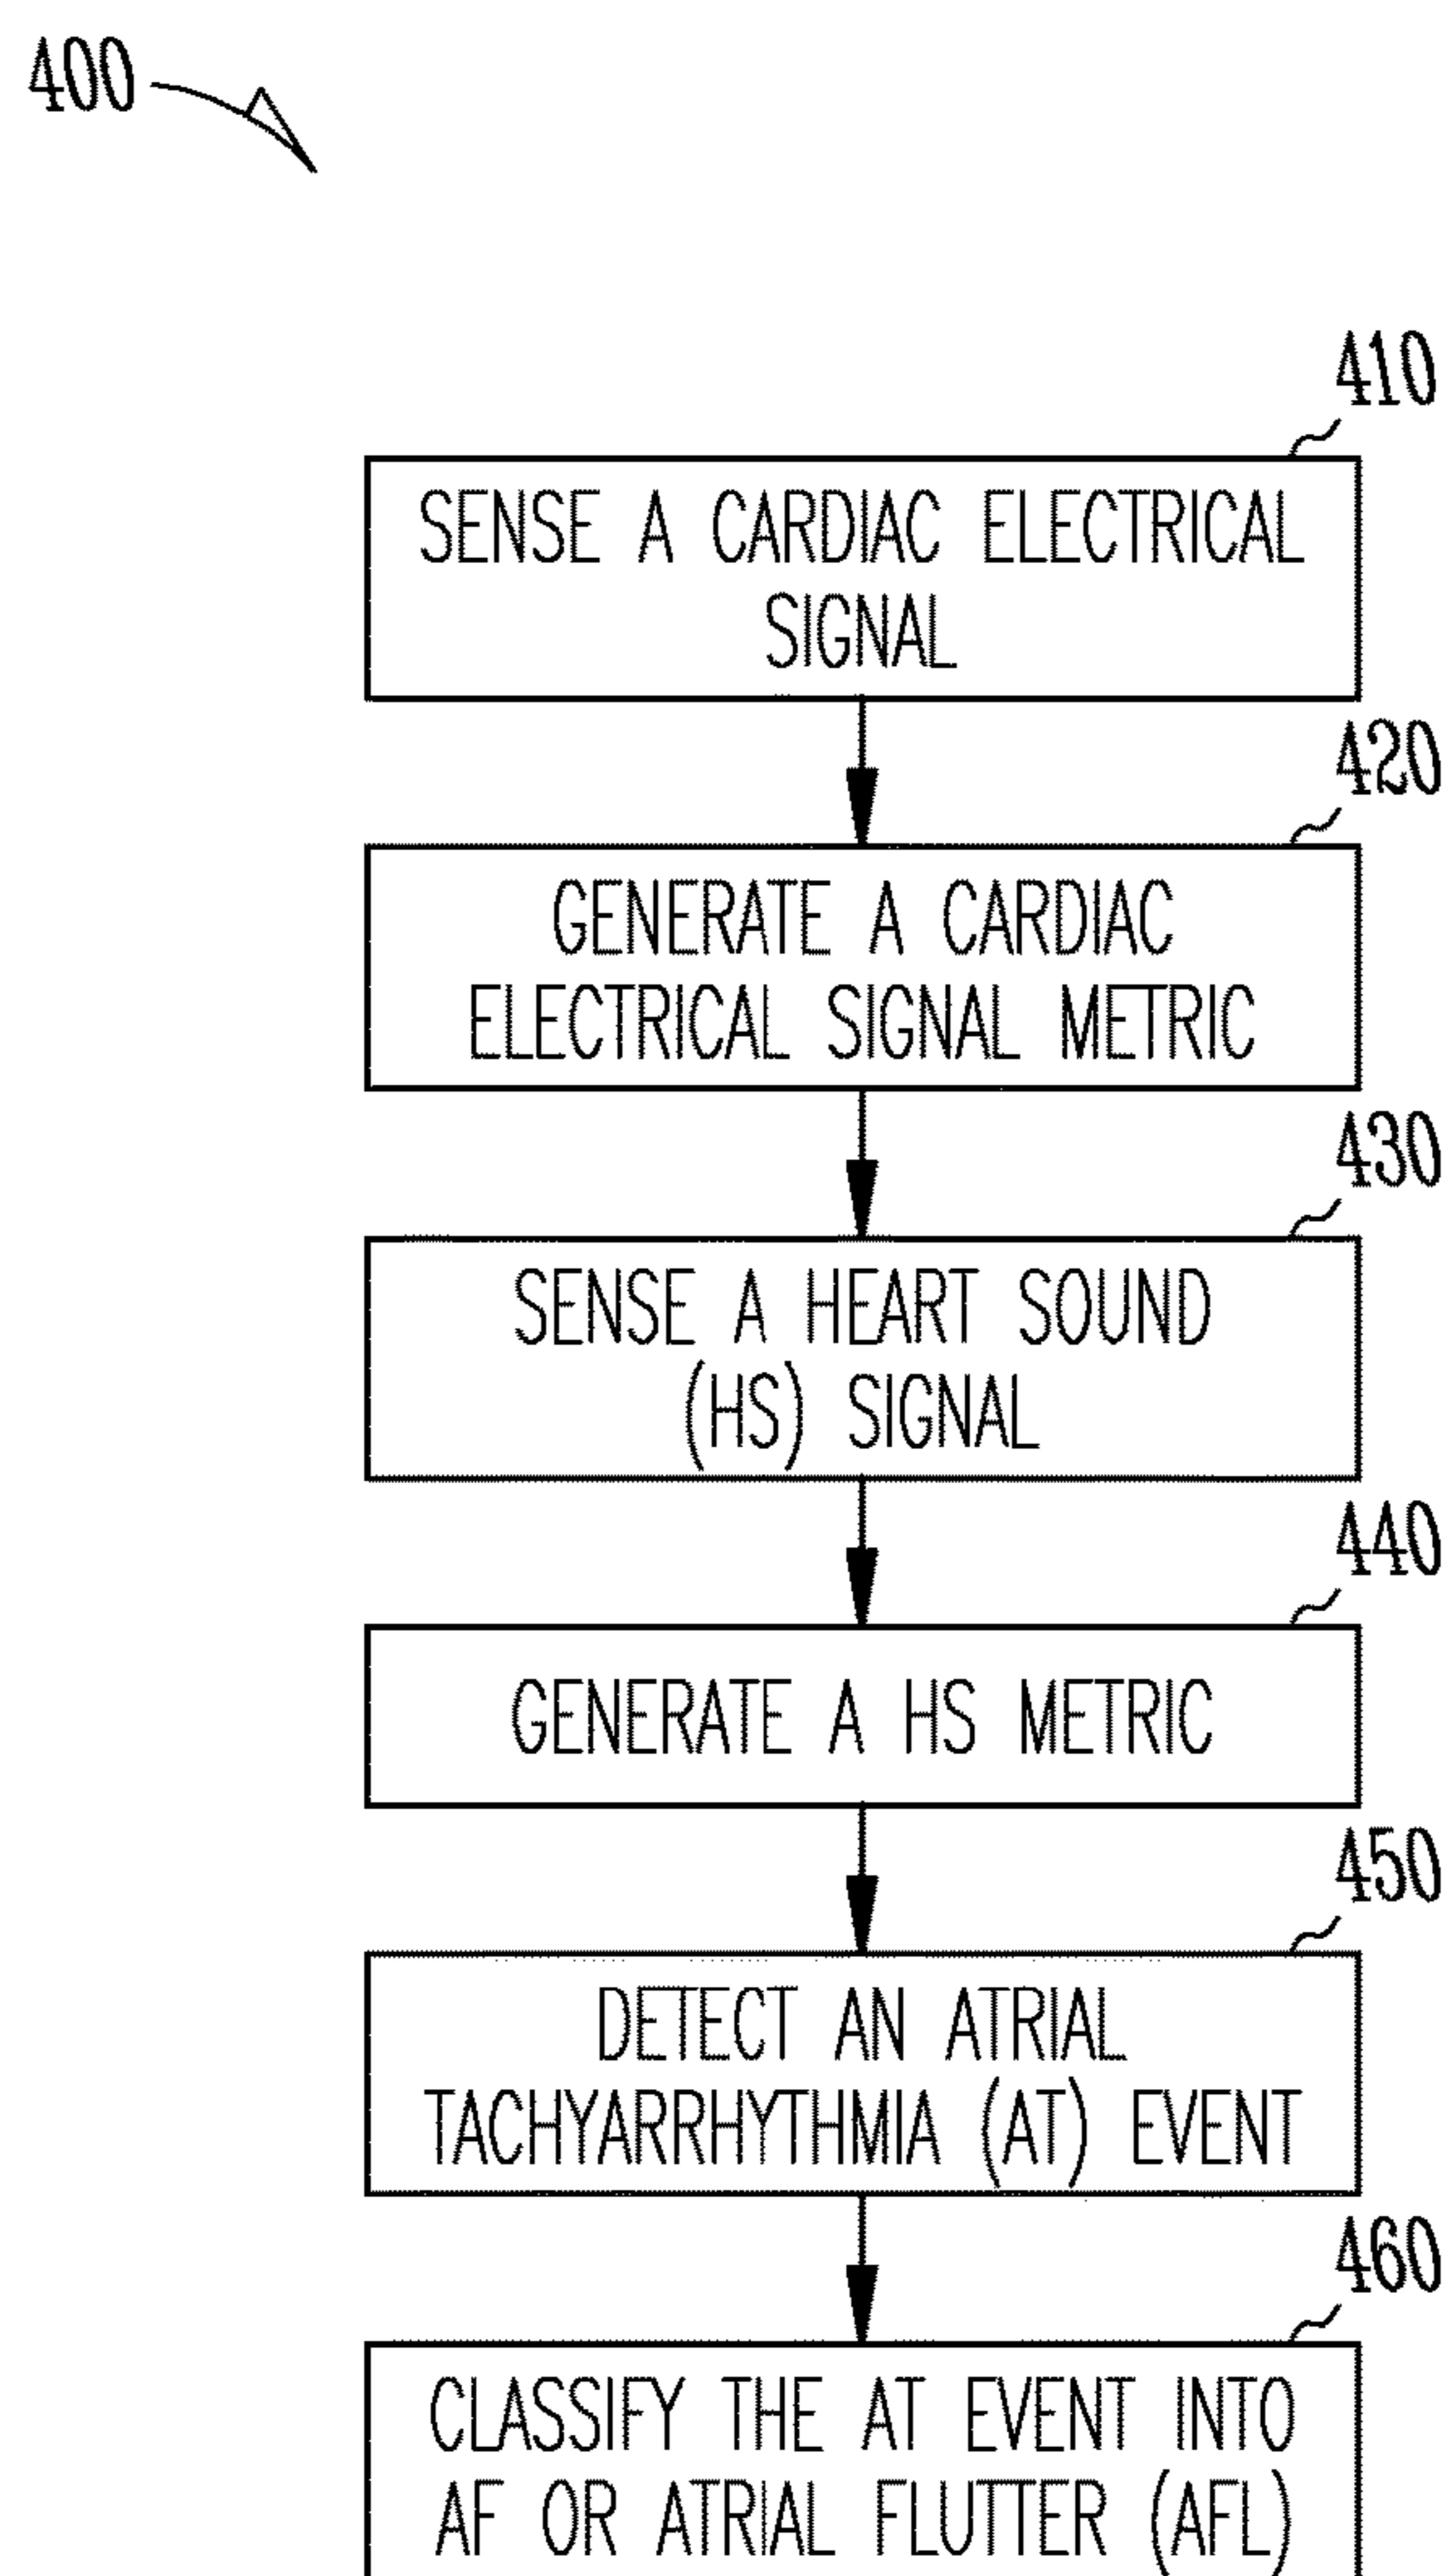 400
410
SENSE A CARDIAC ELECTRICAL
SIGNAL
420
GENERATE A CARDIAC
ELECTRICAL SIGNAL METRIC
430
SENSE A HEART SOUND
(HS) SIGNAL
440
GENERATE A HS METRIC
450
DETECT AN ATRIAL
TACHYARRHYTHMIA (AT) EVENT
460
CLASSIFY THE AT EVENT INTO
AF OR ATRIAL FLUTTER (AFL)